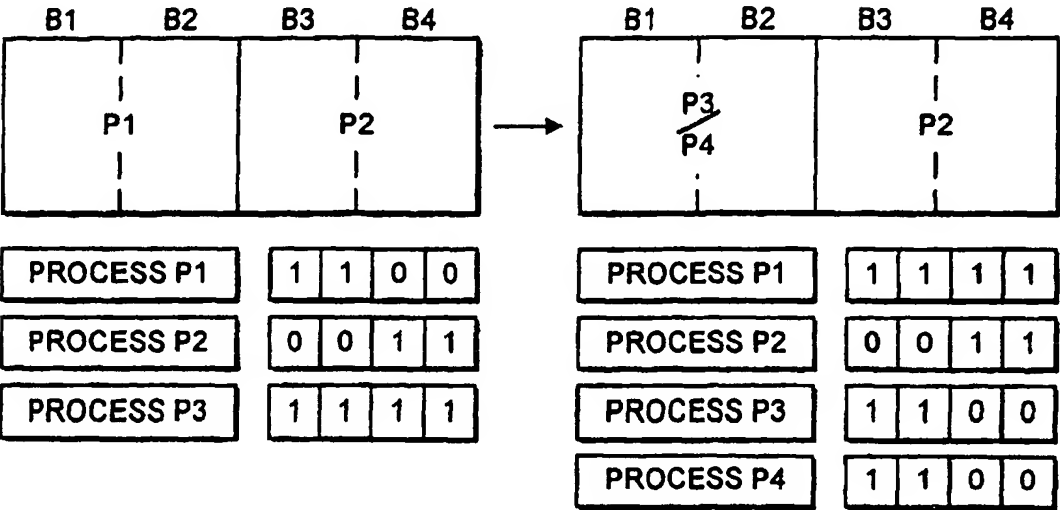 B1 B2 B3 B4
P1 P2
PROCESS P1 1 1 0 0
PROCESS P2 0 0 1 1
PROCESS P3 1 1 1 1
B1 B2 B3 B4
P3 P2
P4
PROCESS P1 1 1 1 1
PROCESS P2 0 0 1 1
PROCESS P3 1 1 0 0
PROCESS P4 1 1 0 0